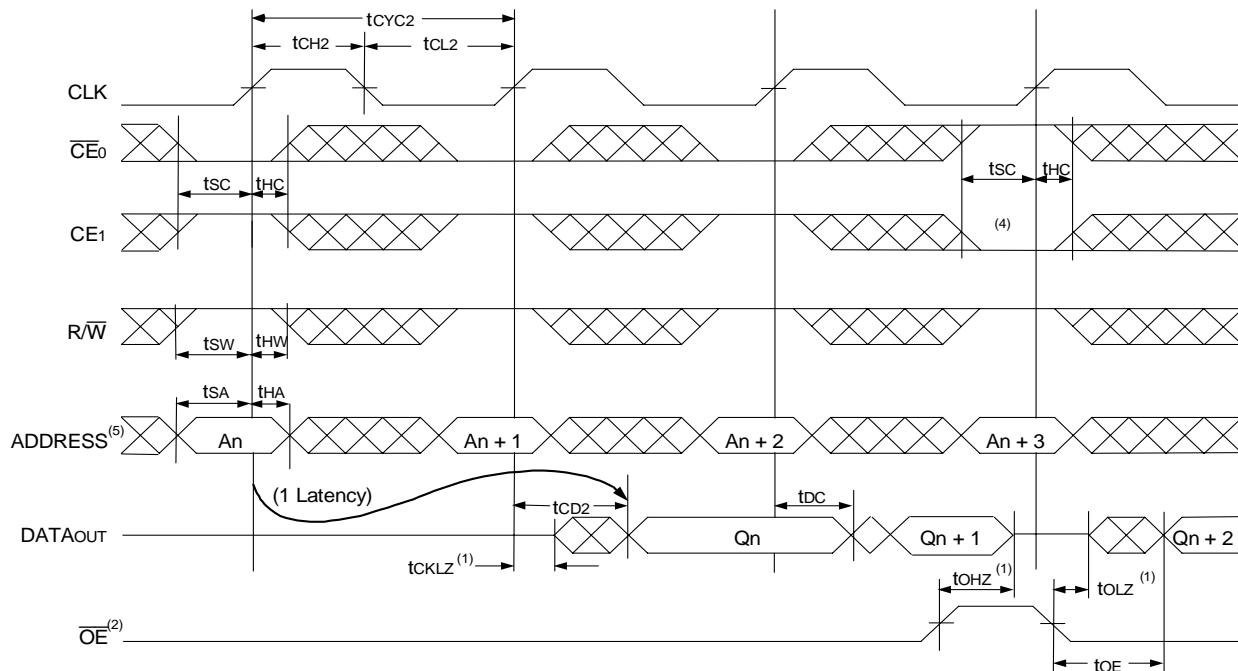 tCYC2
tCH2 tCL2
CLK
CE0
tSC tHC tSC tHC
CE1 (4)
R/W
tSW tHW
tSA tHA
ADDRESS(5) An An + 1 An + 2 An + 3
(1 Latency) tCD2 tDC
DATAOUT Qn Qn + 1 Qn + 2
tCKLZ(1) tOHZ(1) tOLZ(1)
OE(2)
tOE